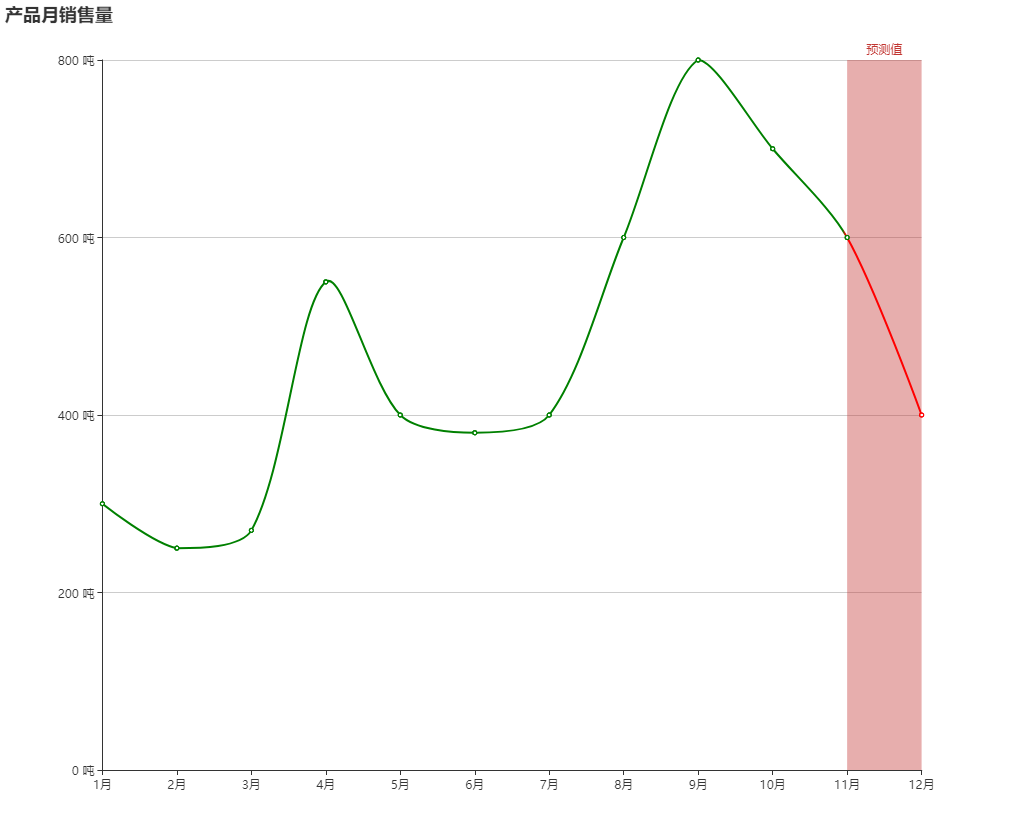 产品月销售量
预测值
800 吨
600 吨
400 吨
200 吨
0 吨
1月 2月 3月 4月 5月 6月 7月 8月 9月 10月 11月 12月